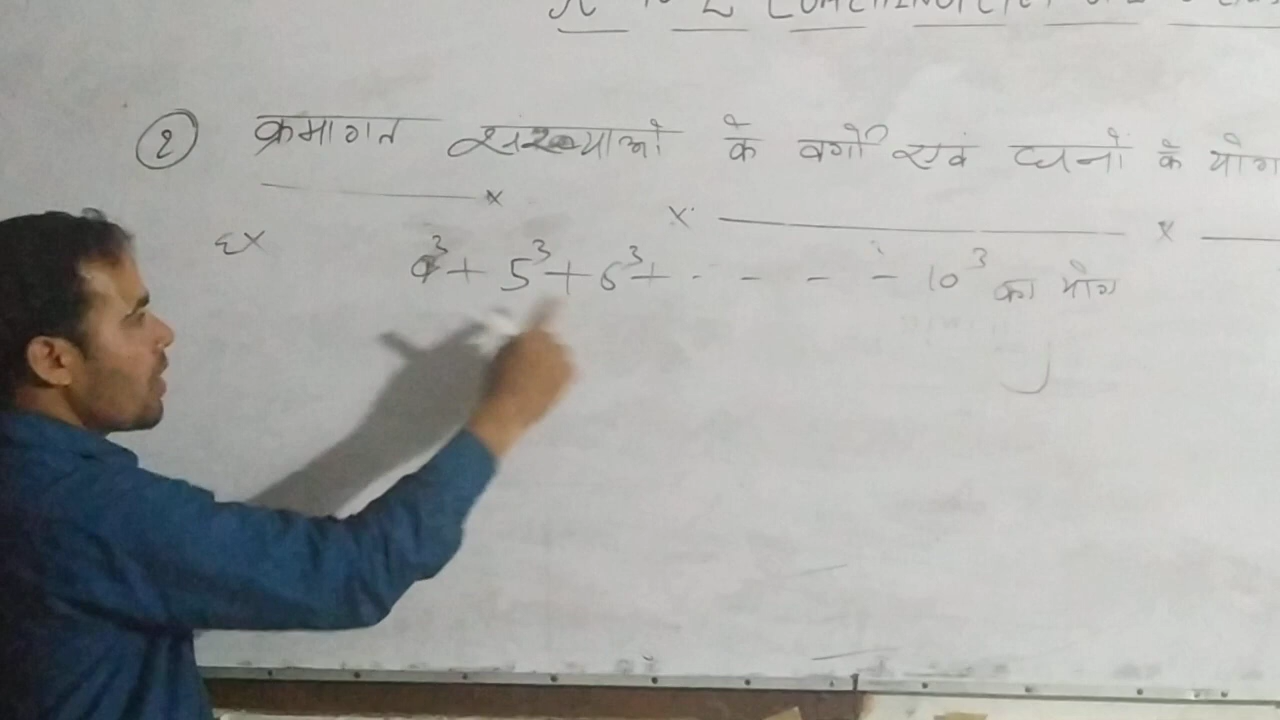 ② क्रमागत संख्याओ के वर्गो एवं घनो के योग
Ex 4³ + 5³ + 6³ + . - - - 10³ का योग